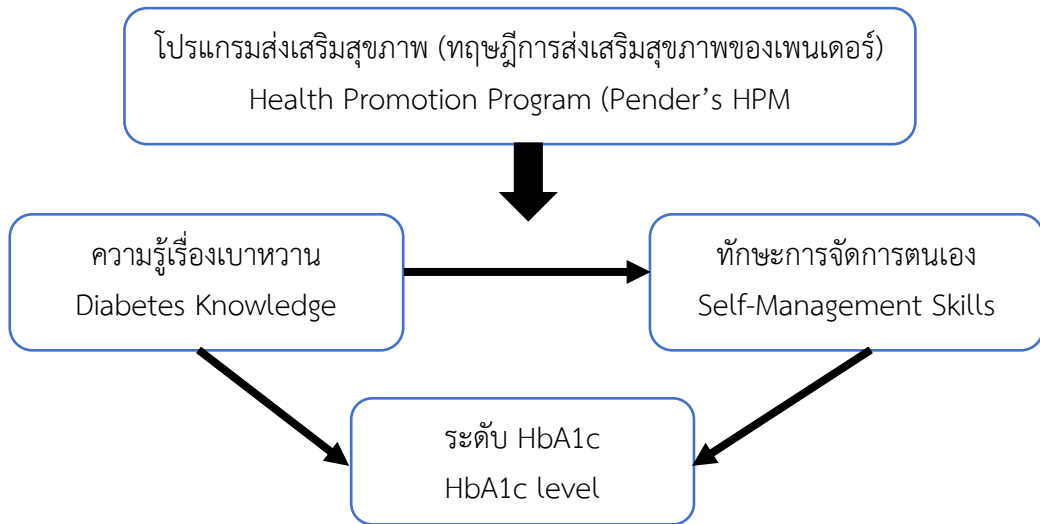 โปรแกรมส่งเสริมสุขภาพ (ทฤษฎีการส่งเสริมสุขภาพของเพนเดอร์)
Health Promotion Program (Pender’s HPM
ความรู้เรื่องเบาหวาน
Diabetes Knowledge
ทักษะการจัดการตนเอง
Self-Management Skills
ระดับ HbA1c
HbA1c level